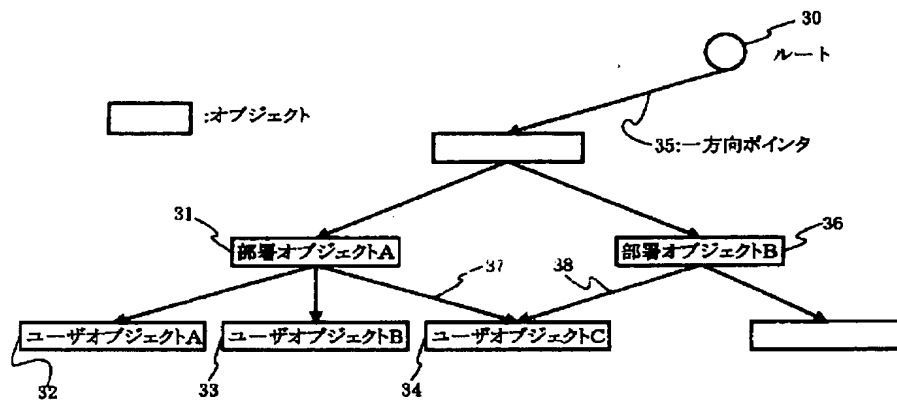 30
ルート
:オブジェクト
35:一方向ポインタ
31
部署オブジェクトA
37
38
部署オブジェクトB
36
ユーザオブジェクトA
ユーザオブジェクトB
ユーザオブジェクトC
32
33
34